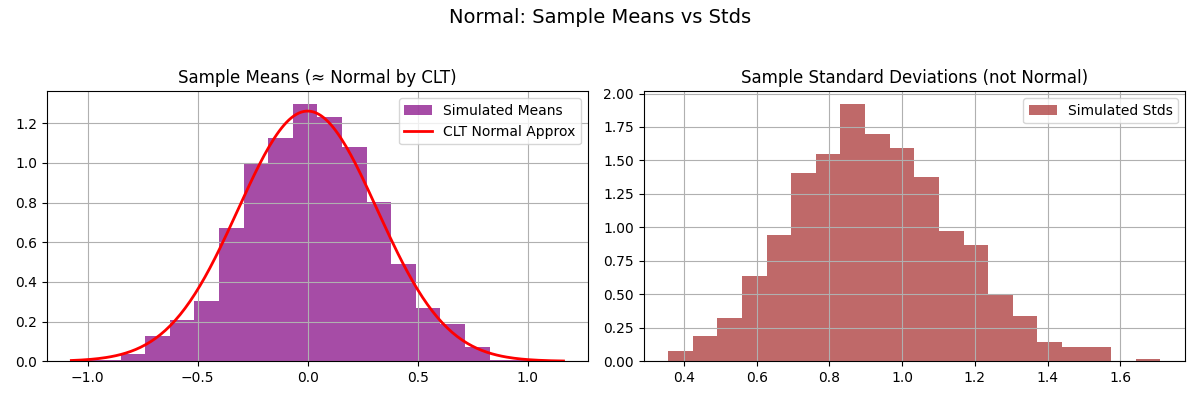 Normal: Sample Means vs Stds
Sample Means (≈ Normal by CLT)
Simulated Means
CLT Normal Approx
1.2
1.0
0.8
0.6
0.4
0.2
0.0
−1.0 −0.5 0.0 0.5 1.0
Sample Standard Deviations (not Normal)
Simulated Stds
2.00
1.75
1.50
1.25
1.00
0.75
0.50
0.25
0.00
0.4 0.6 0.8 1.0 1.2 1.4 1.6